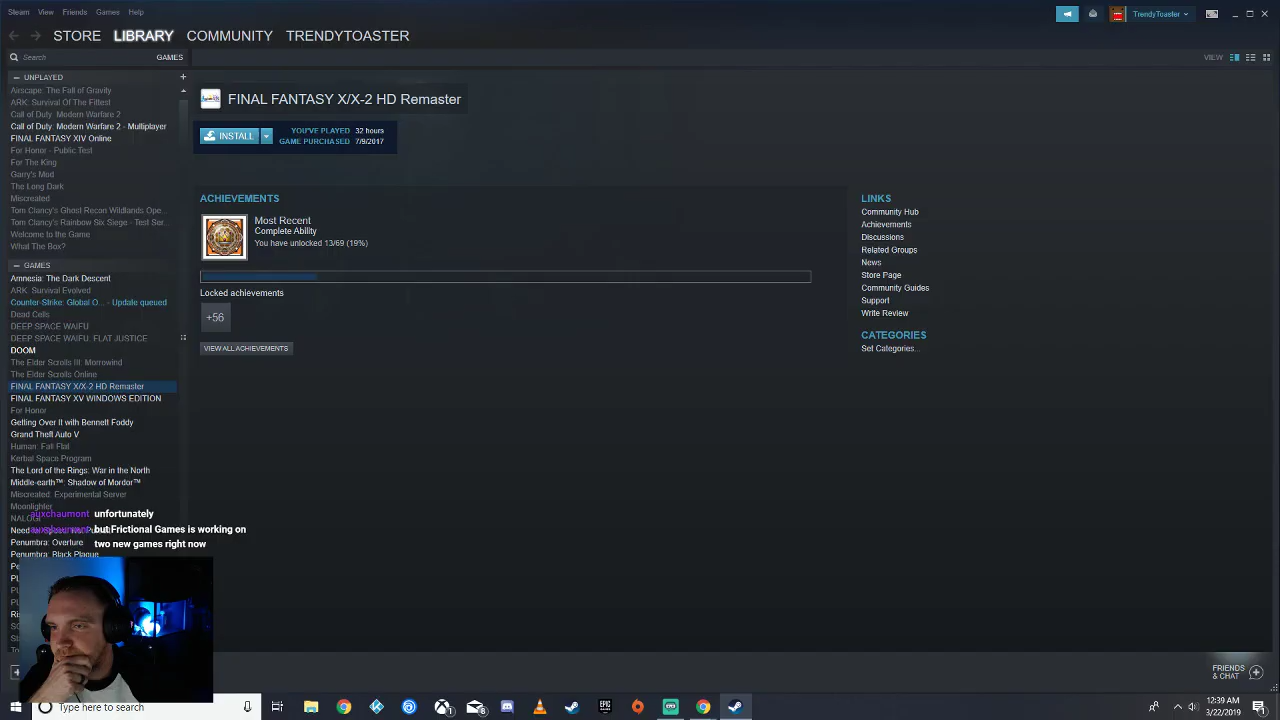 Steam View Friends Games Help
TrendyToaster
STORE LIBRARY COMMUNITY TRENDYTOASTER
Search GAMES VIEW
UNPLAYED
Airscape: The Fall of Gravity
ARK: Survival Of The Fittest
Call of Duty: Modern Warfare 2
Call of Duty: Modern Warfare 2 - Multiplayer
FINAL FANTASY XIV Online
For Honor - Public Test
For The King
Garry's Mod
The Long Dark
Miscreated
Tom Clancy's Ghost Recon Wildlands Ope...
Tom Clancy's Rainbow Six Siege - Test Ser...
Welcome to the Game
What The Box?
GAMES
Amnesia: The Dark Descent
ARK: Survival Evolved
Counter-Strike: Global O... - Update queued
Dead Cells
DEEP SPACE WAIFU
DEEP SPACE WAIFU: FLAT JUSTICE
DOOM
The Elder Scrolls III: Morrowind
The Elder Scrolls Online
FINAL FANTASY X/X-2 HD Remaster
FINAL FANTASY XV WINDOWS EDITION
For Honor
Getting Over It with Bennett Foddy
Grand Theft Auto V
Human: Fall Flat
Kerbal Space Program
The Lord of the Rings: War in the North
Middle-earth™: Shadow of Mordor™
Miscreated: Experimental Server
Moonlighter
Penumbra: Overture
Penumbra: Black Plague
FINAL FANTASY X/X-2 HD Remaster
INSTALL
YOU'VE PLAYED 32 hours
GAME PURCHASED 7/9/2017
ACHIEVEMENTS
Most Recent
Complete Ability
You have unlocked 13/69 (19%)
Locked achievements
+56
VIEW ALL ACHIEVEMENTS
LINKS
Community Hub
Achievements
Discussions
Related Groups
News
Store Page
Community Guides
Support
Write Review
CATEGORIES
Set Categories...
auxchaumont unfortunately
auxchaumont but Frictional Games is working on
two new games right now
FRIENDS
& CHAT
Type here to search
EPIC GAMES
12:39 AM
3/22/2019